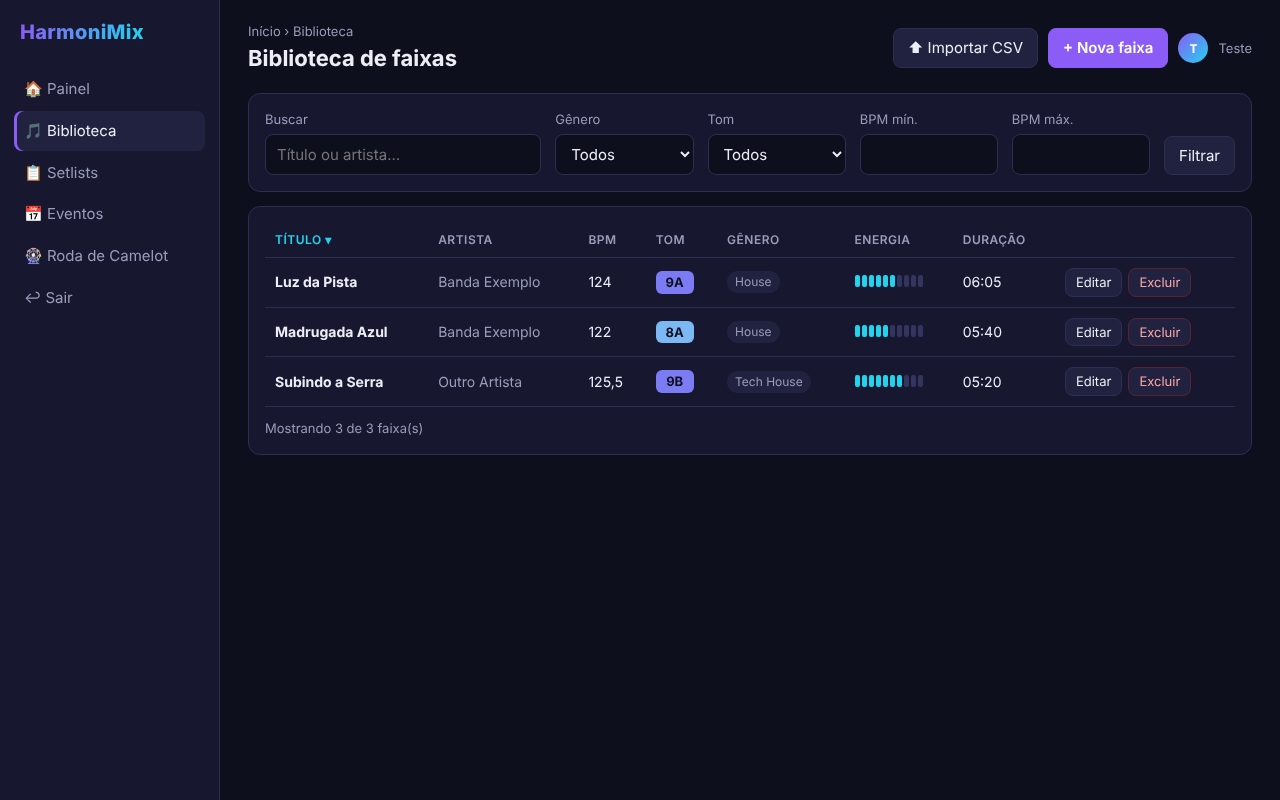 HarmoniMix
🏠 Painel
🎵 Biblioteca
📋 Setlists
📅 Eventos
🎡 Roda de Camelot
↩ Sair
Início › Biblioteca
Biblioteca de faixas
⬆ Importar CSV
+ Nova faixa
T
Teste
Buscar
Gênero
Tom
BPM mín.
BPM máx.
Título ou artista...
Todos
Todos
Filtrar
TÍTULO ▾ ARTISTA BPM TOM GÊNERO ENERGIA DURAÇÃO
Luz da Pista Banda Exemplo 124 9A House 06:05 Editar Excluir
Madrugada Azul Banda Exemplo 122 8A House 05:40 Editar Excluir
Subindo a Serra Outro Artista 125,5 9B Tech House 05:20 Editar Excluir
Mostrando 3 de 3 faixa(s)